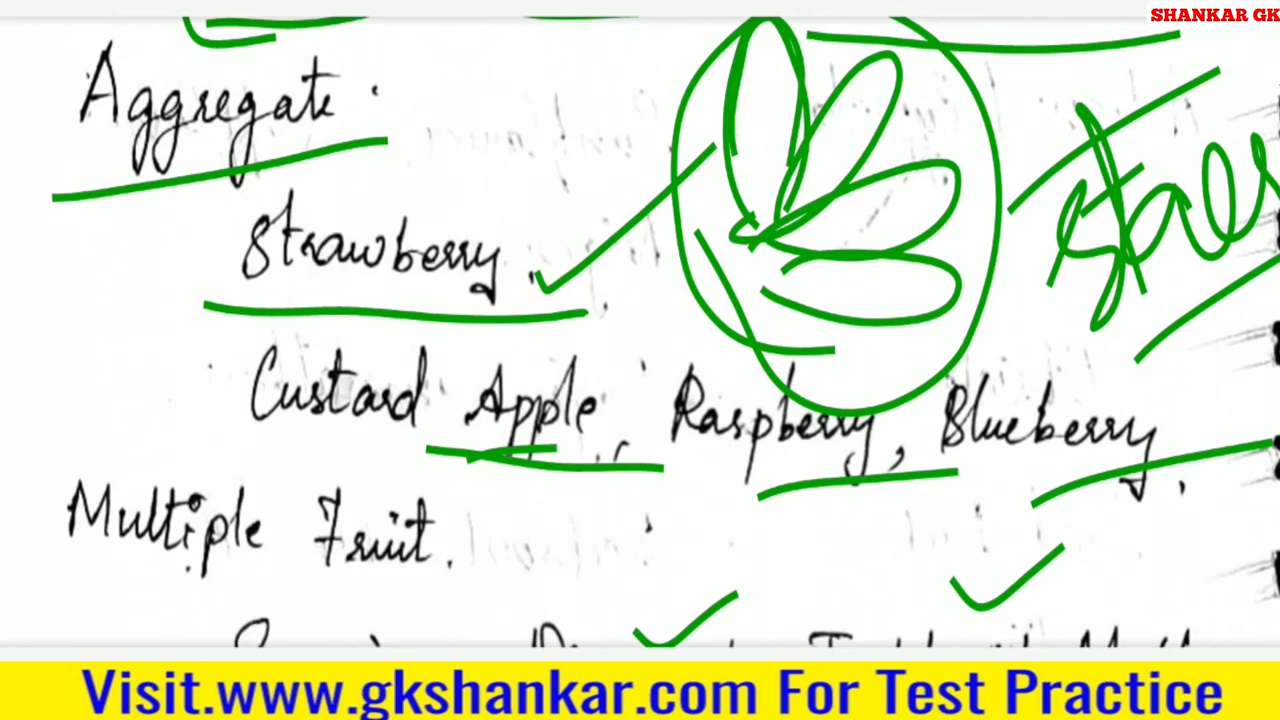 SHANKAR GK
Aggregate.
Strawberry.
Custard Apple, Raspberry, Blueberry.
Multiple Fruit.
Visit.www.gkshankar.com For Test Practice